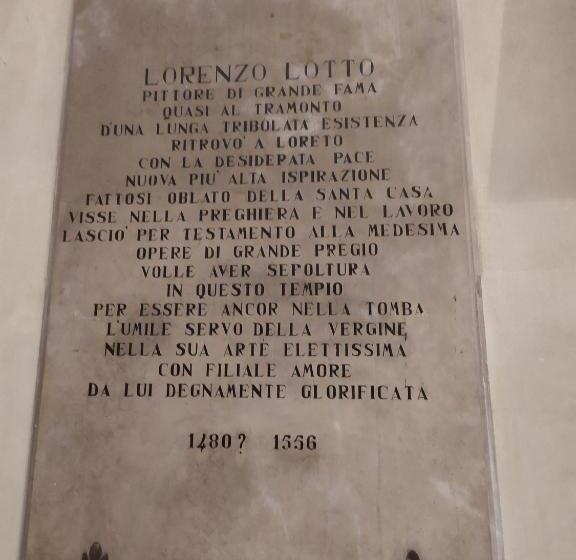 LORENZO LOTTO
PITTORE DI GRANDE FAMA
QUASI AL TRAMONTO
D'UNA LUNGA TRIBOLATA ESISTENZA
RITROVO' A LORETO
CON LA DESIDERATA PACE
NUOVA PIU' ALTA ISPIRAZIONE
FATTOSI OBLATO DELLA SANTA CASA
VISSE NELLA PREGHIERA E NEL LAVORO
LASCIO' PER TESTAMENTO ALLA MEDESIMA
OPERE DI GRANDE PREGIO
VOLLE AVER SEPOLTURA
IN QUESTO TEMPIO
PER ESSERE ANCOR NELLA TOMBA
L'UMILE SERVO DELLA VERGINE,
NELLA SUA ARTE ELETTISSIMA
CON FILIALE AMORE
DA LUI DEGNAMENTE GLORIFICATA
1480? 1556